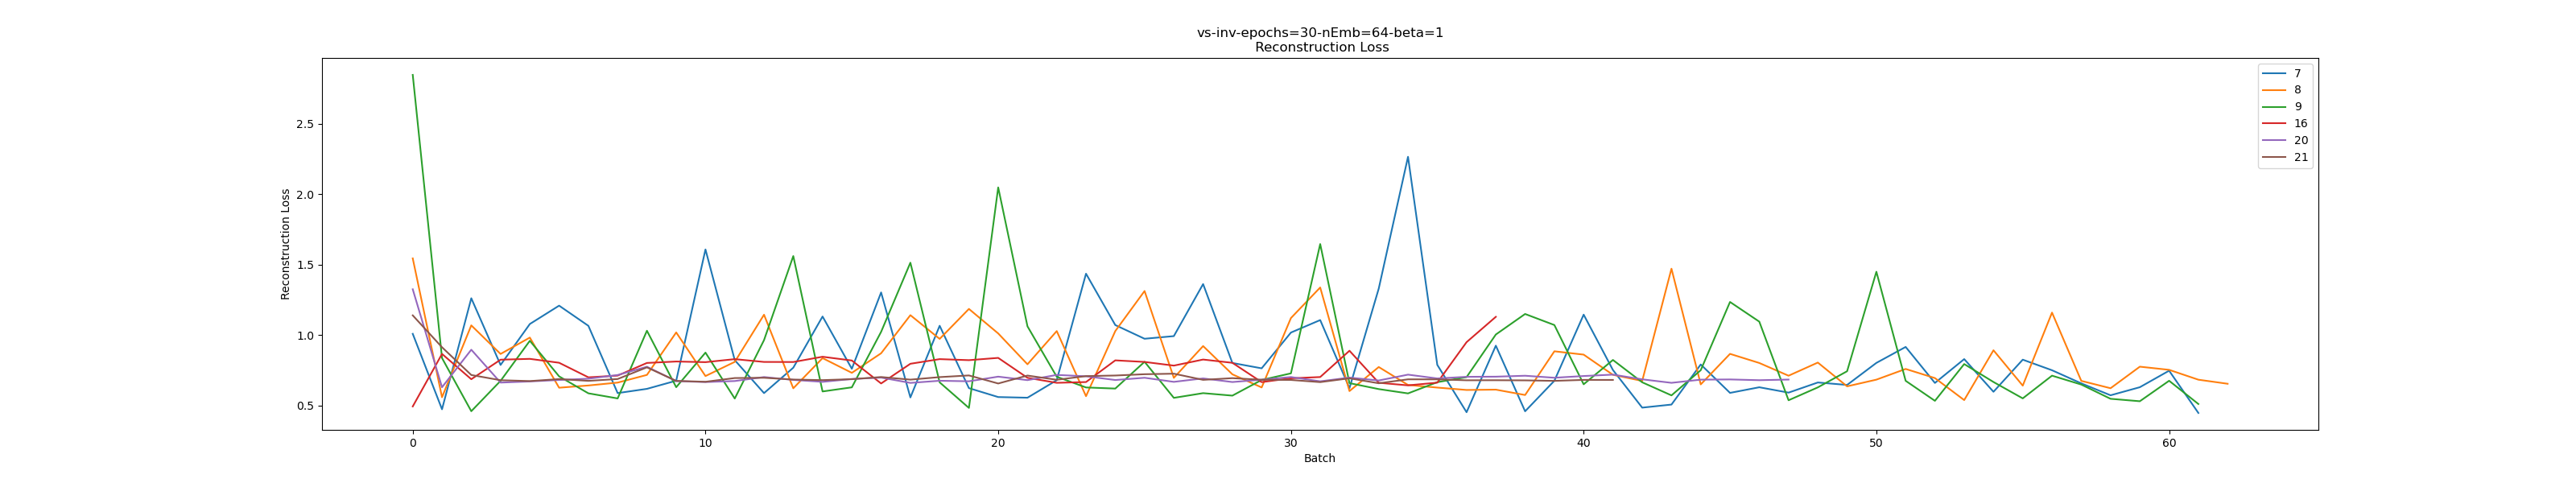 vs-inv-epochs=30-nEmb=64-beta=1
Reconstruction Loss
7
8
9
16
20
21
2.5
2.0
1.5
1.0
0.5
Reconstruction Loss
0 10 20 30 40 50 60
Batch